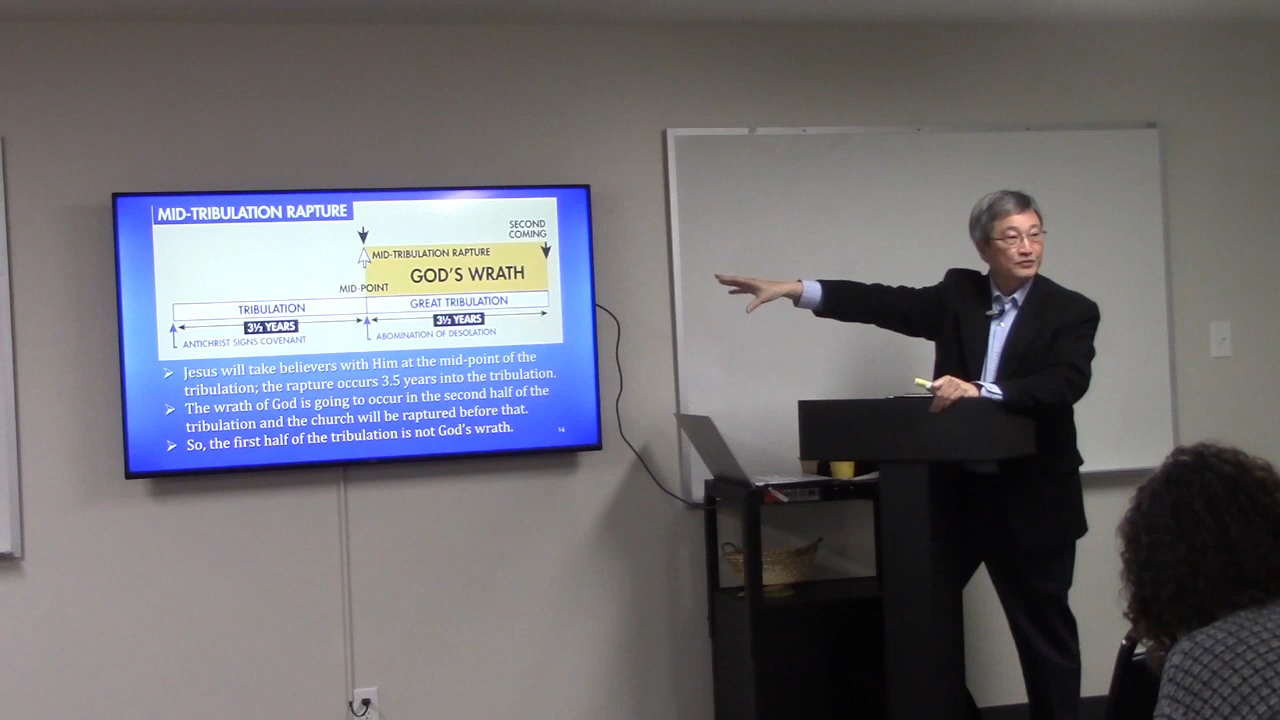 MID-TRIBULATION RAPTURE
SECOND
COMING
MID-TRIBULATION RAPTURE
GOD'S WRATH
MID-POINT
TRIBULATION
GREAT TRIBULATION
3½ YEARS
3½ YEARS
ANTICHRIST SIGNS COVENANT
ABOMINATION OF DESOLATION
➢ Jesus will take believers with Him at the mid-point of the
tribulation; the rapture occurs 3.5 years into the tribulation.
➢ The wrath of God is going to occur in the second half of the
tribulation and the church will be raptured before that.
➢ So, the first half of the tribulation is not God's wrath.
14